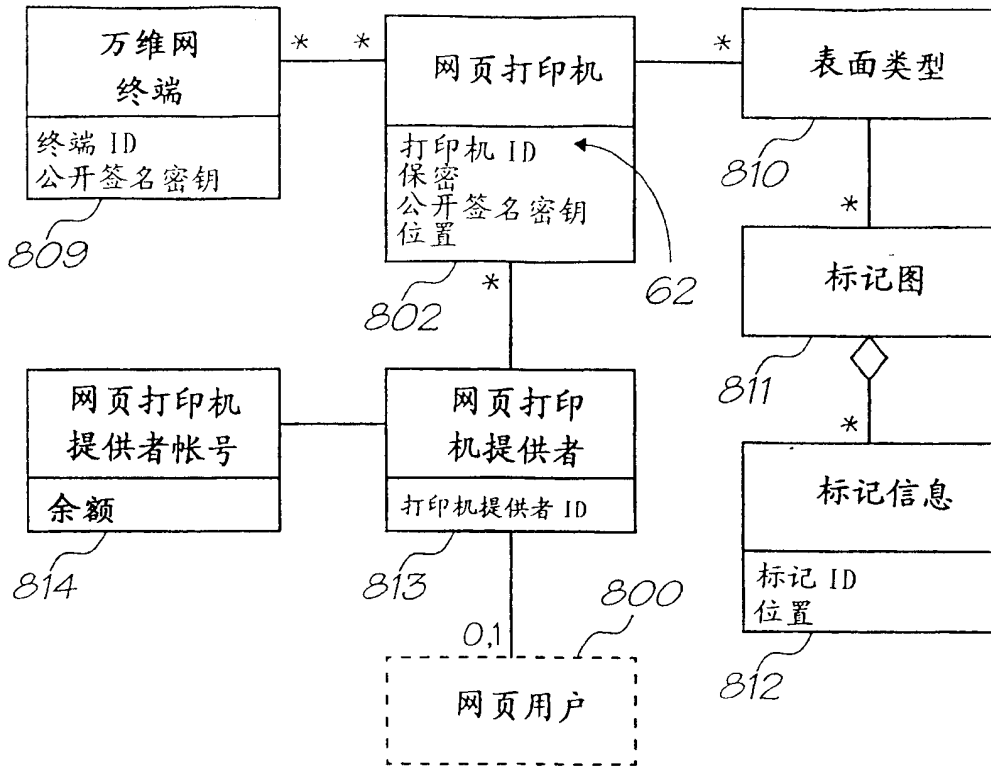 万维网
终端
终端 ID
公开签名密钥
809
*
*
网页打印机
打印机 ID
保密
公开签名密钥
位置
62
802
*
*
表面类型
810
*
标记图
811
*
标记信息
标记 ID
位置
812
网页打印机
提供者帐号
余额
814
网页打印
机提供者
打印机提供者 ID
813
0,1
800
网页用户